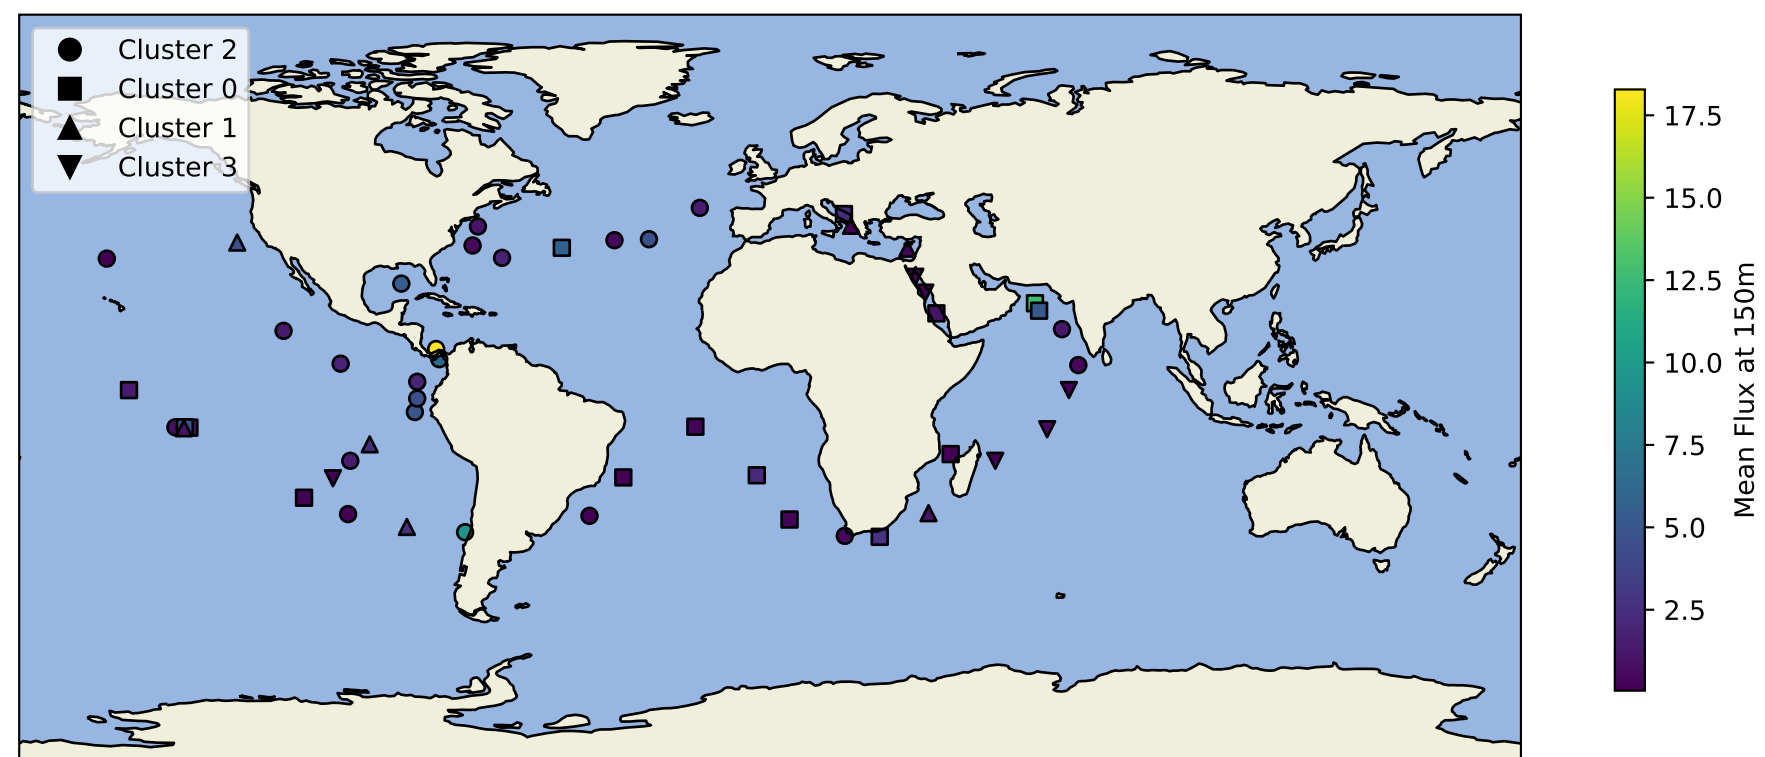 Cluster 2
Cluster 0
Cluster 1
Cluster 3
17.5
15.0
12.5
10.0
7.5
5.0
2.5
Mean Flux at 150m